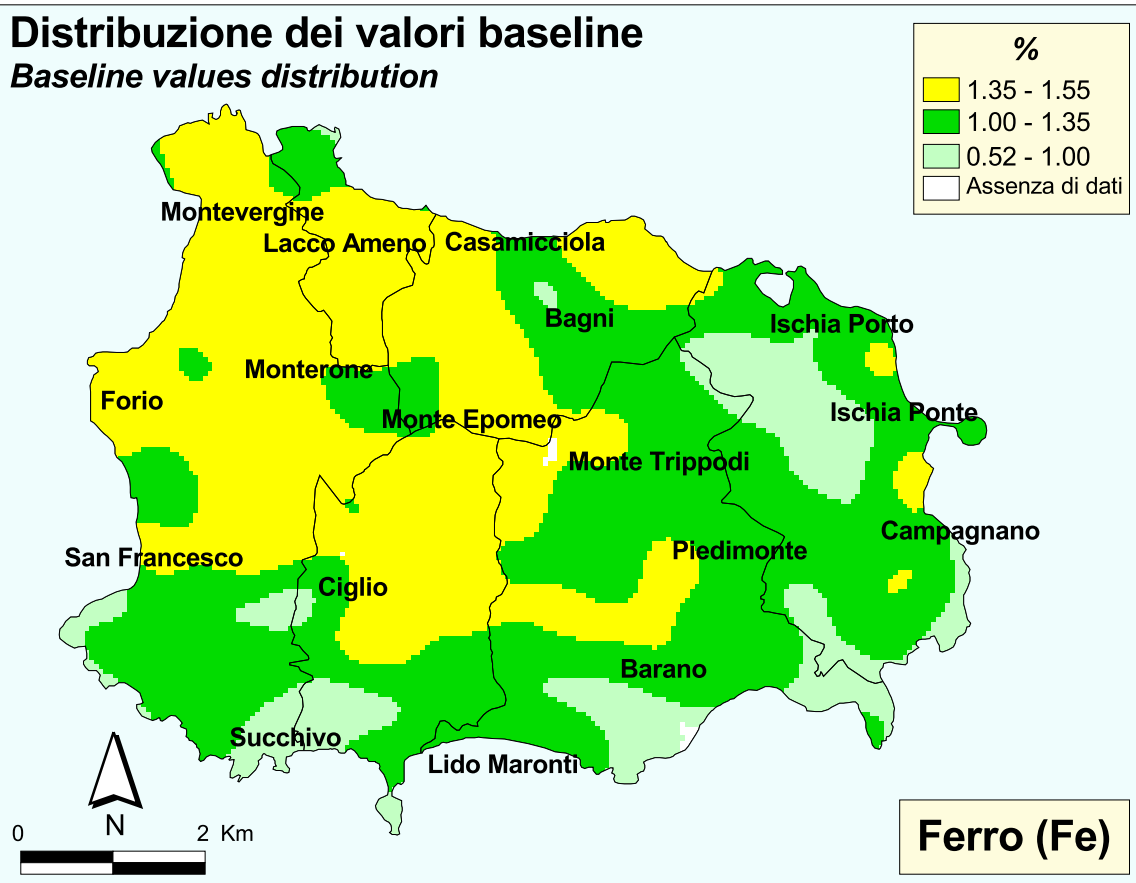 Distribuzione dei valori baseline
Baseline values distribution
%
1.35 - 1.55
1.00 - 1.35
0.52 - 1.00
Assenza di dati
Montevergine
Lacco Ameno
Casamicciola
Bagni
Ischia Porto
Monterone
Forio
Monte Epomeo
Ischia Ponte
Monte Trippodi
Campagnano
San Francesco
Piedimonte
Ciglio
Barano
Succhivo
Lido Maronti
N
0 2 Km
Ferro (Fe)